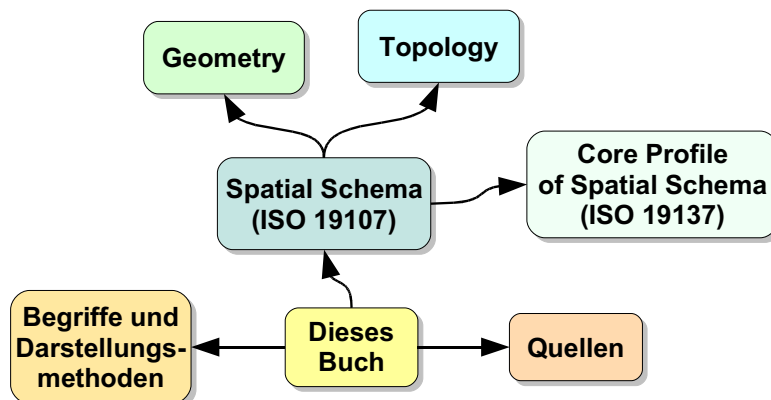 Geometry
Topology
Spatial Schema
(ISO 19107)
Core Profile
of Spatial Schema
(ISO 19137)
Begriffe und
Darstellungs-
methoden
Dieses
Buch
Quellen